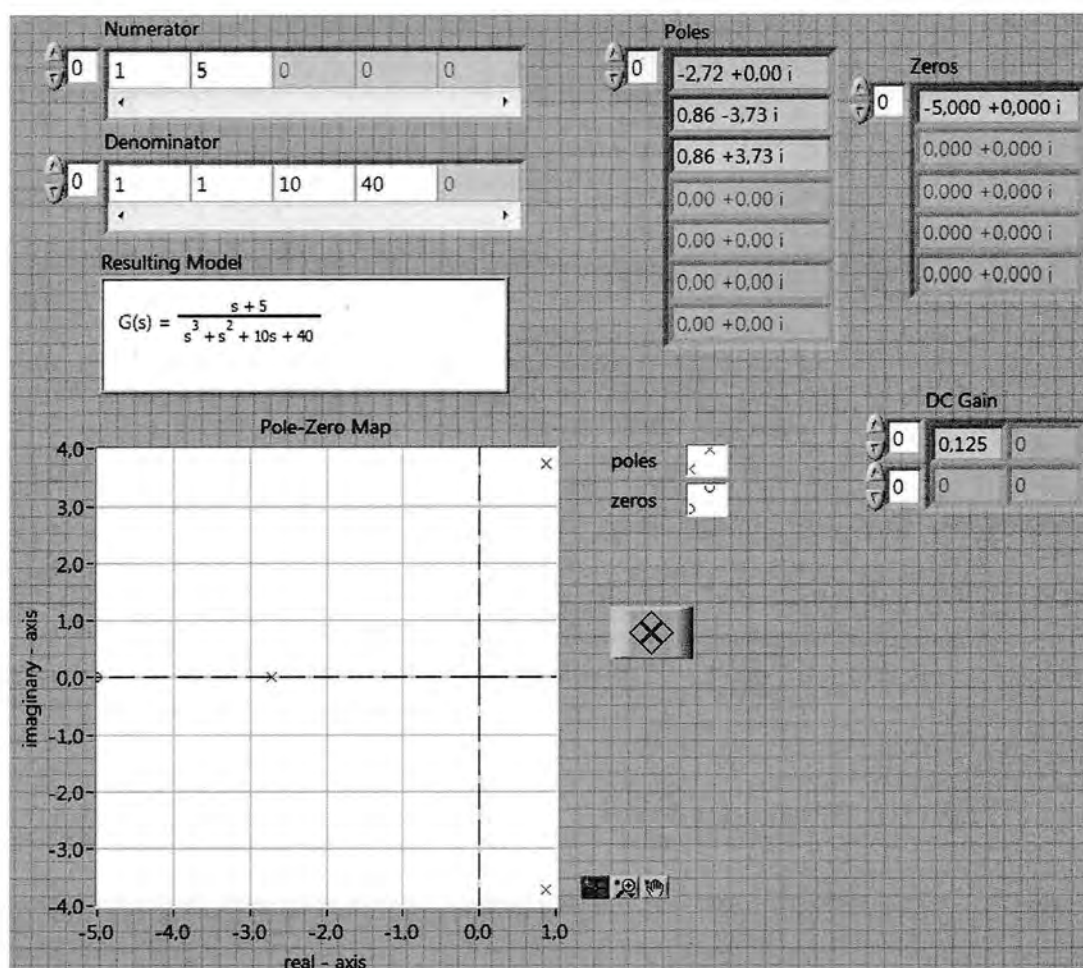 Numerator
0 1 5 0 0 0
Denominator
0 1 1 10 40 0
Resulting Model
G(s) = s + 5
s³ + s² + 10s + 40
Poles
0 -2,72 +0,00 i
0,86 -3,73 i
0,86 +3,73 i
0,00 +0,00 i
0,00 +0,00 i
0,00 +0,00 i
0,00 +0,00 i
Zeros
0 -5,000 +0,000 i
0,000 +0,000 i
0,000 +0,000 i
0,000 +0,000 i
0,000 +0,000 i
DC Gain
0 0,125 0
0 0 0
Pole-Zero Map
poles
zeros
imaginary - axis
4,0
3,0
2,0
1,0
0,0
-1,0
-2,0
-3,0
-4,0
-5,0 -4,0 -3,0 -2,0 -1,0 0,0 1,0
real - axis